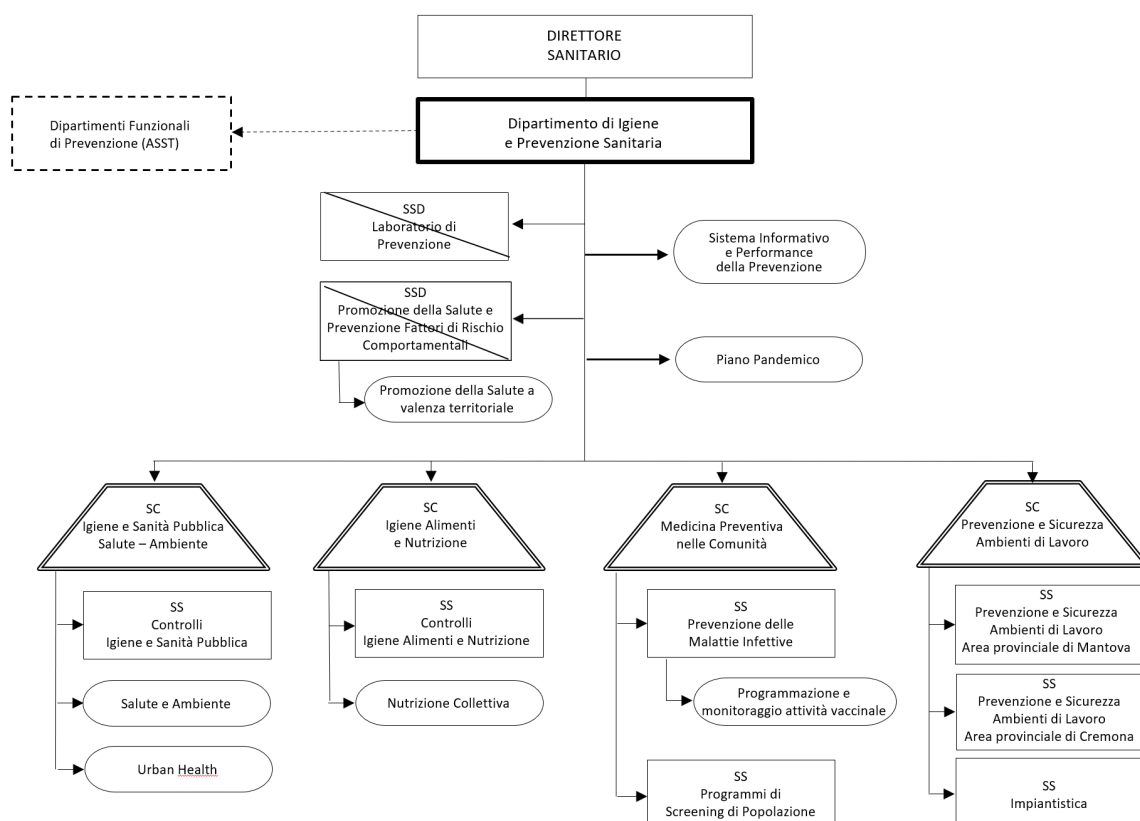 DIRETTORE
SANITARIO
Dipartimenti Funzionali
di Prevenzione (ASST)
Dipartimento di Igiene
e Prevenzione Sanitaria
SSD
Laboratorio di
Prevenzione
Sistema Informativo
e Performance
della Prevenzione
SSD
Promozione della Salute e
Prevenzione Fattori di Rischio
Comportamentali
Piano Pandemico
Promozione della Salute a
valenza territoriale
SC
Igiene e Sanità Pubblica
Salute – Ambiente
SC
Igiene Alimenti
e Nutrizione
SC
Medicina Preventiva
nelle Comunità
SC
Prevenzione e Sicurezza
Ambienti di Lavoro
SS
Controlli
Igiene e Sanità Pubblica
Salute e Ambiente
Urban Health
SS
Controlli
Igiene Alimenti e Nutrizione
Nutrizione Collettiva
SS
Prevenzione delle
Malattie Infettive
Programmazione e
monitoraggio attività vaccinale
SS
Programmi di
Screening di Popolazione
SS
Prevenzione e Sicurezza
Ambienti di Lavoro
Area provinciale di Mantova
SS
Prevenzione e Sicurezza
Ambienti di Lavoro
Area provinciale di Cremona
SS
Impiantistica